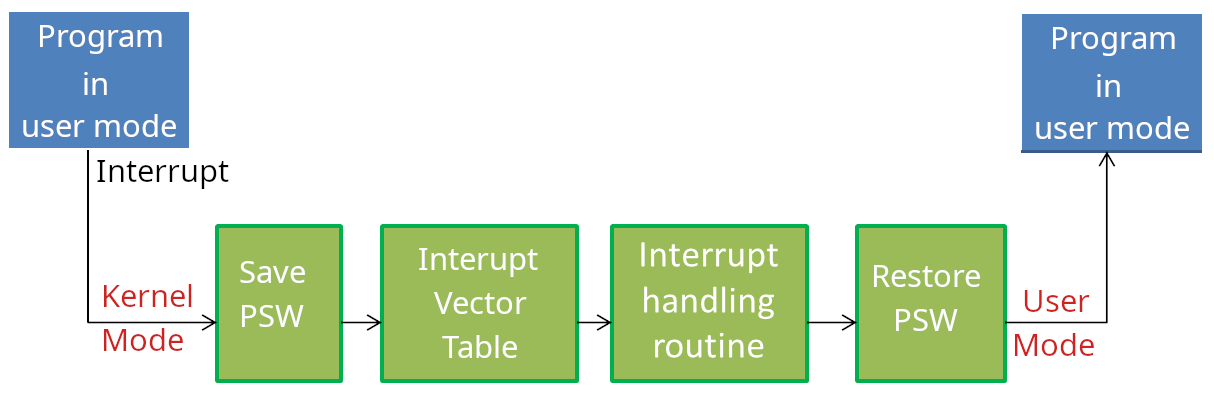 Program
in
user mode
Interrupt
Kernel
Mode
Save
PSW
Interupt
Vector
Table
Interrupt
handling
routine
Restore
PSW
User
Mode
Program
in
user mode